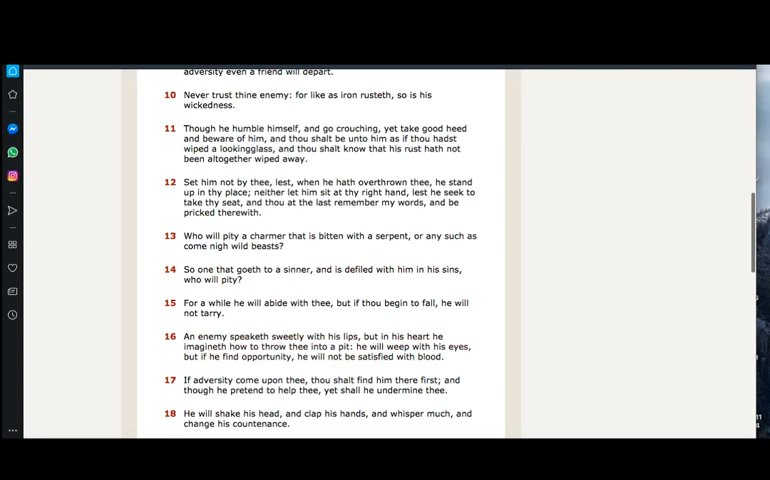 adversity even a friend will depart.
10 Never trust thine enemy: for like as iron rusteth, so is his
wickedness.
11 Though he humble himself, and go crouching, yet take good heed
and beware of him, and thou shalt be unto him as if thou hadst
wiped a lookingglass, and thou shalt know that his rust hath not
been altogether wiped away.
12 Set him not by thee, lest, when he hath overthrown thee, he stand
up in thy place; neither let him sit at thy right hand, lest he seek to
take thy seat, and thou at the last remember my words, and be
pricked therewith.
13 Who will pity a charmer that is bitten with a serpent, or any such as
come nigh wild beasts?
14 So one that goeth to a sinner, and is defiled with him in his sins,
who will pity?
15 For a while he will abide with thee, but if thou begin to fall, he will
not tarry.
16 An enemy speaketh sweetly with his lips, but in his heart he
imagineth how to throw thee into a pit: he will weep with his eyes,
but if he find opportunity, he will not be satisfied with blood.
17 If adversity come upon thee, thou shalt find him there first; and
though he pretend to help thee, yet shall he undermine thee.
18 He will shake his head, and clap his hands, and whisper much, and
change his countenance.